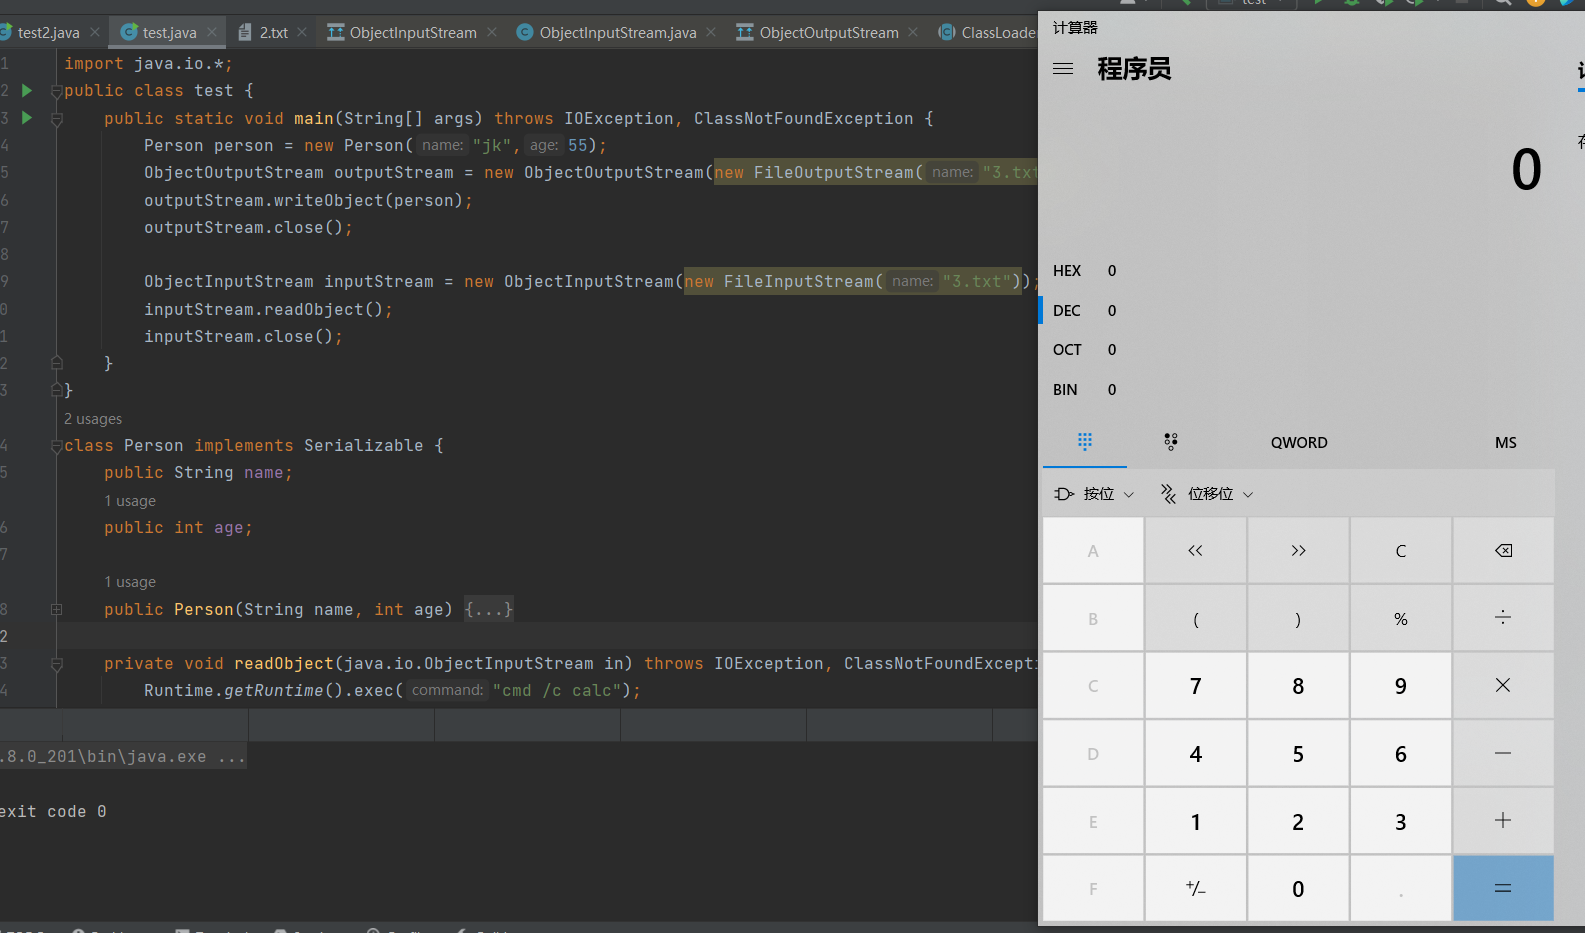 test2.java
test.java
2.txt
ObjectInputStream
ObjectInputStream.java
ObjectOutputStream
ClassLoade
1 import java.io.*;
2 public class test {
3 public static void main(String[] args) throws IOException, ClassNotFoundException {
4 Person person = new Person( name: "jk", age: 55);
5 ObjectOutputStream outputStream = new ObjectOutputStream(new FileOutputStream( name: "3.txt
6 outputStream.writeObject(person);
7 outputStream.close();
8
9 ObjectInputStream inputStream = new ObjectInputStream(new FileInputStream( name: "3.txt"));
0 inputStream.readObject();
1 inputStream.close();
2 }
3 }
2 usages
4 class Person implements Serializable {
5 public String name;
1 usage
6 public int age;
7
1 usage
8 public Person(String name, int age) {...}
2
3 private void readObject(java.io.ObjectInputStream in) throws IOException, ClassNotFoundExcepti
4 Runtime.getRuntime().exec( command: "cmd /c calc");
.8.0_201\bin\java.exe ...
exit code 0
计算器
程序员
0
HEX 0
DEC 0
OCT 0
BIN 0
QWORD MS
按位 位移位
A << >> C
B ( ) % ÷
C 7 8 9 ×
D 4 5 6 −
E 1 2 3 +
F +/− 0 . =